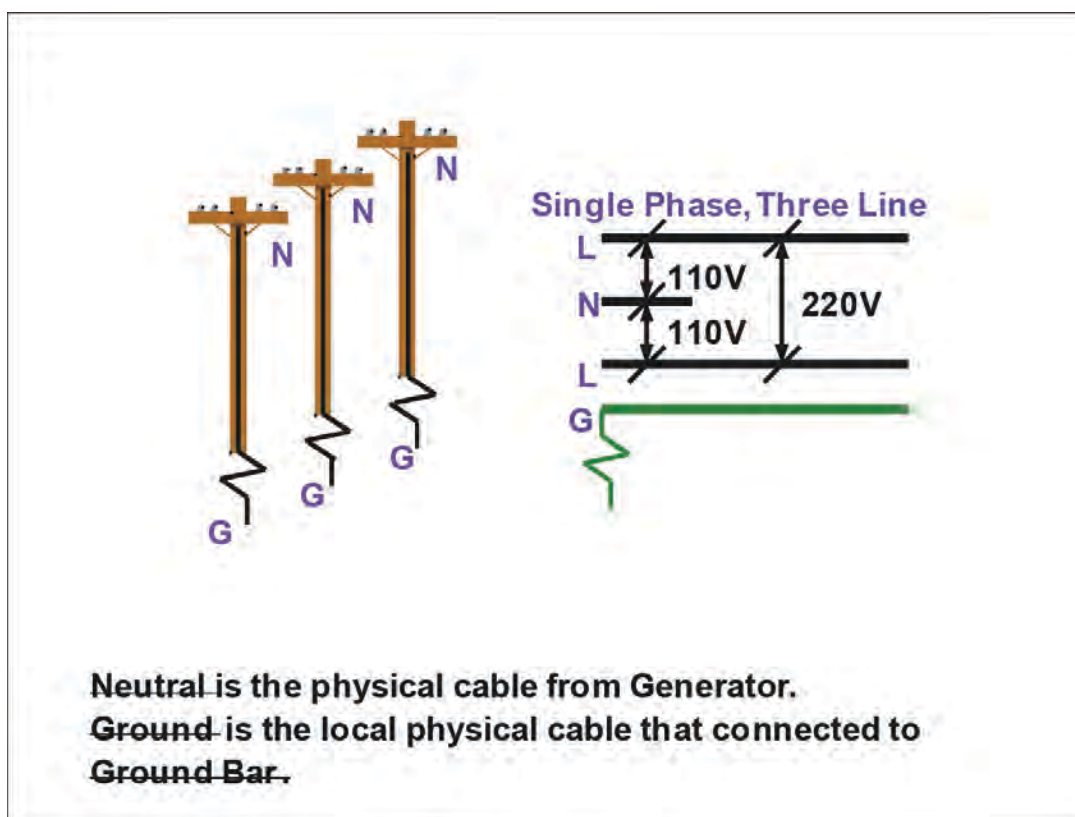 N
N
N
G
G
G
Single Phase, Three Line
L
110V
N
220V
110V
L
G
Neutral is the physical cable from Generator.
Ground is the local physical cable that connected to
Ground Bar.